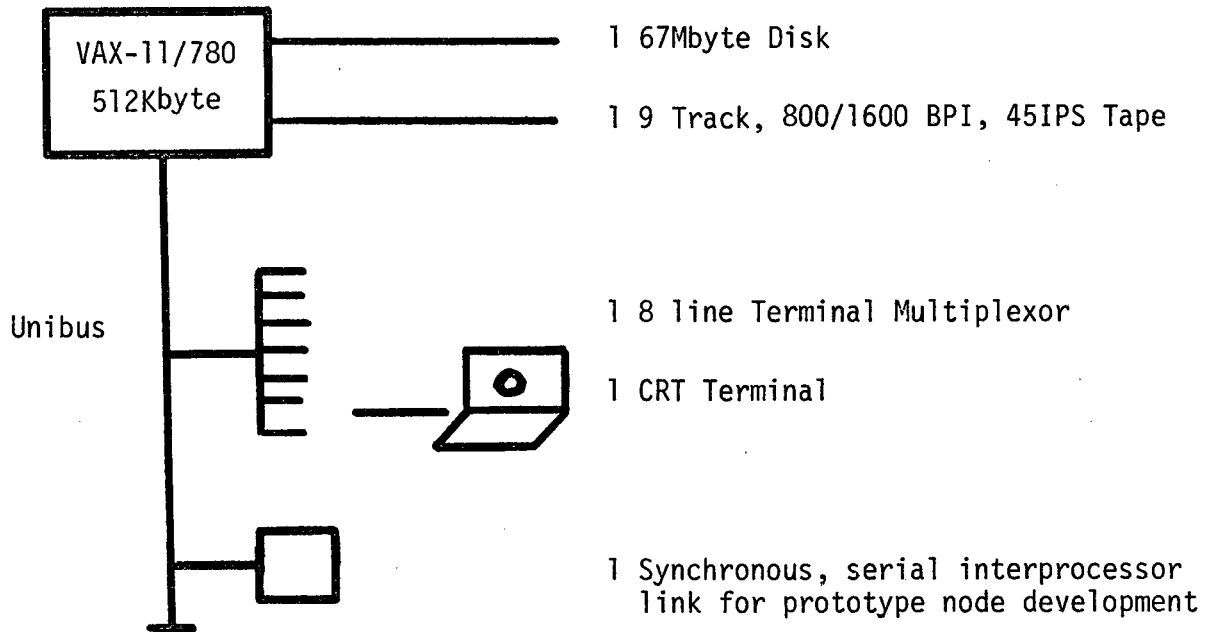 VAX-11/780
512Kbyte
1 67Mbyte Disk
1 9 Track, 800/1600 BPI, 45IPS Tape
Unibus
1 8 line Terminal Multiplexor
1 CRT Terminal
1 Synchronous, serial interprocessor
link for prototype node development